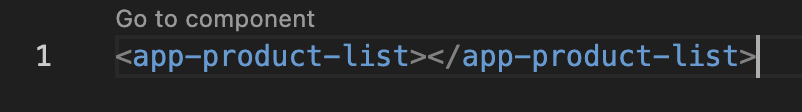 Go to component
1 <app-product-list></app-product-list>